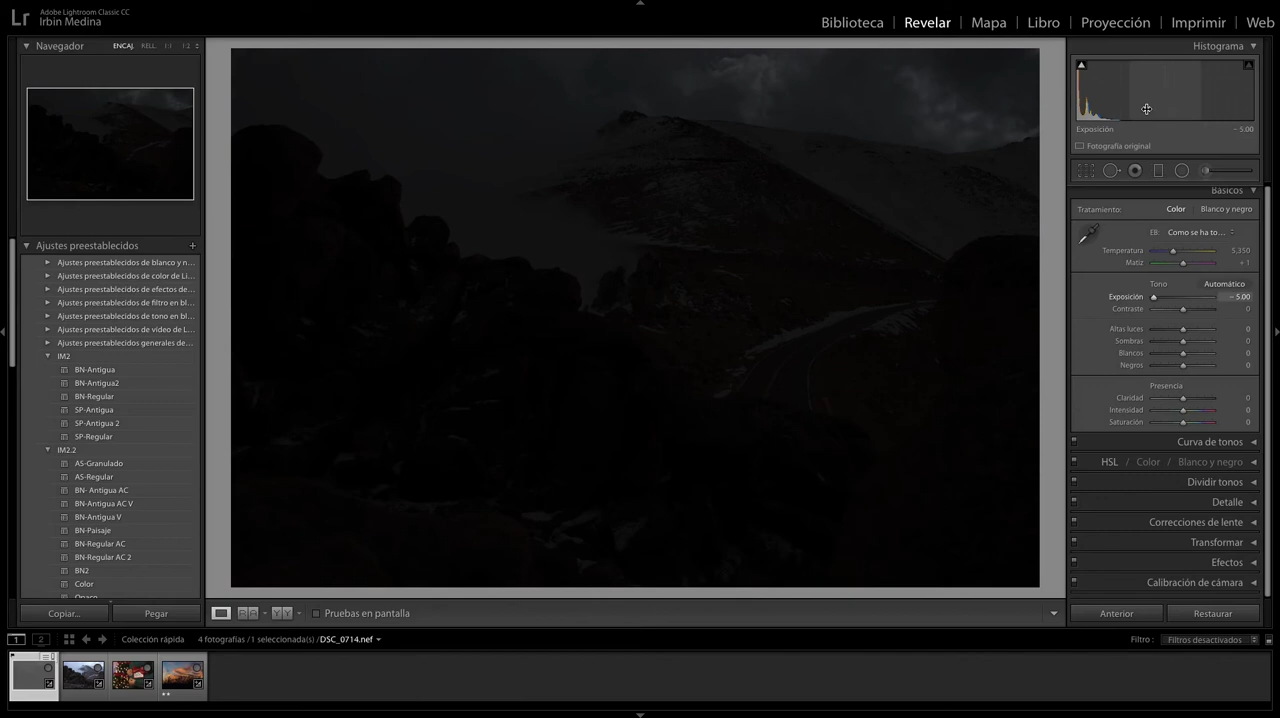 Lr
Adobe Lightroom Classic CC
Irbin Medina
Biblioteca | Revelar | Mapa | Libro | Proyección | Imprimir | Web
Navegador
ENCAJ. RELL. 1:1 1:2
Ajustes preestablecidos +
Ajustes preestablecidos de blanco y n...
Ajustes preestablecidos de color de Li...
Ajustes preestablecidos de efectos de...
Ajustes preestablecidos de filtro en bl...
Ajustes preestablecidos de tono en bl...
Ajustes preestablecidos de vídeo de L...
Ajustes preestablecidos generales de...
IM2
BN-Antigua
BN-Antigua2
BN-Regular
SP-Antigua
SP-Antigua 2
SP-Regular
IM2.2
AS-Granulado
AS-Regular
BN- Antigua AC
BN-Antigua AC V
BN-Antigua V
BN-Paisaje
BN-Regular AC
BN-Regular AC 2
BN2
Color
Copiar...
Pegar
Pruebas en pantalla
Histograma
Exposición - 5.00
Fotografía original
Básicos
Tratamiento: Color Blanco y negro
EB: Como se ha to...
Temperatura 5,350
Matiz + 1
Tono Automático
Exposición - 5.00
Contraste 0
Altas luces 0
Sombras 0
Blancos 0
Negros 0
Presencia
Claridad 0
Intensidad 0
Saturación 0
Curva de tonos
HSL / Color / Blanco y negro
Dividir tonos
Detalle
Correcciones de lente
Transformar
Efectos
Calibración de cámara
Anterior
Restaurar
1 2 Colección rápida 4 fotografías /1 seleccionada(s) /DSC_0714.nef
Filtro : Filtros desactivados